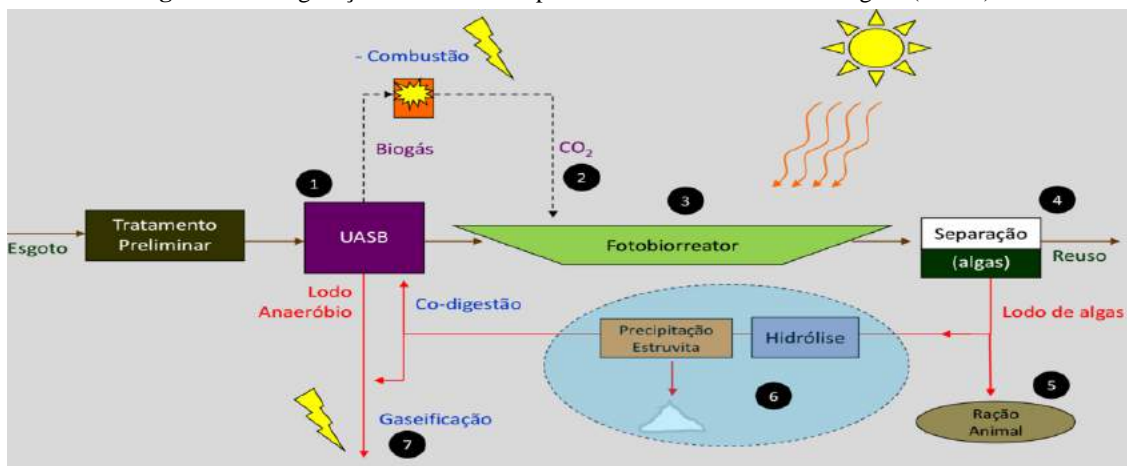 - Combustão
Biogás
CO₂
1
2
3
4
Esgoto
Tratamento
Preliminar
UASB
Fotobiorreator
Separação
(algas)
Reuso
Lodo
Anaeróbio
Co-digestão
Precipitação
Estruvita
Hidrólise
Lodo de algas
6
5
Ração
Animal
Gaseificação
7